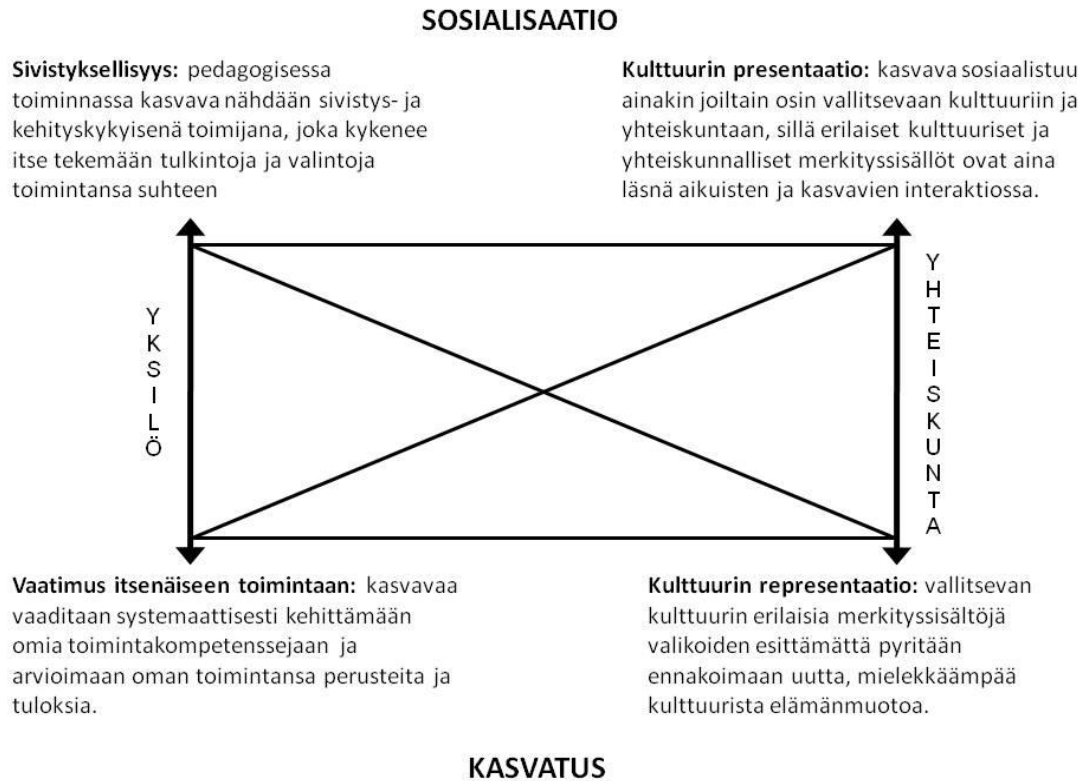 SOSIALISAATIO
Sivistyksellisyys: pedagogisessa
toiminnassa kasvava nähdään sivistys- ja
kehityskykyisenä toimijana, joka kykenee
itse tekemään tulkintoja ja valintoja
toimintansa suhteen
Kulttuurin presentaatio: kasvava sosiaalistuu
ainakin joiltain osin vallitsevaan kulttuuriin ja
yhteiskuntaan, sillä erilaiset kulttuuriset ja
yhteiskunnalliset merkityssisällöt ovat aina
läsnä aikuisten ja kasvavien interaktiossa.
YKSILÖ
YHTEISKUNTA
Vaatimus itsenäiseen toimintaan: kasvavaa
vaaditaan systemaattisesti kehittämään
omia toimintakompetenssejaan ja
arvioimaan oman toimintansa perusteita ja
tuloksia.
Kulttuurin representaatio: vallitsevan
kulttuurin erilaisia merkityssisältöjä
valikoiden esittämättä pyritään
ennakoimaan uutta, mielekkäämpää
kulttuurista elämänmuotoa.
KASVATUS